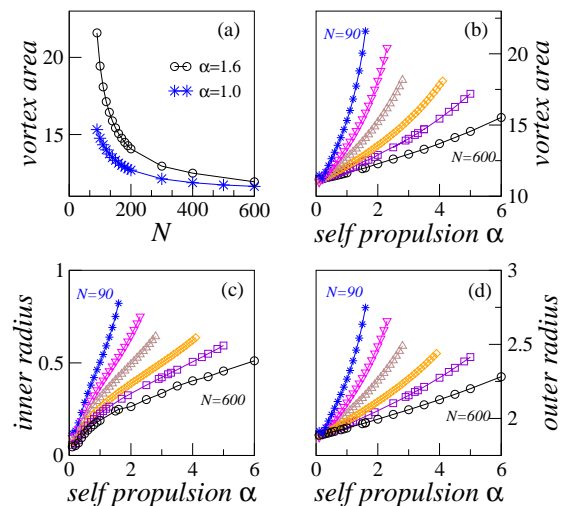 (a)
vortex area
20
15
α=1.6
α=1.0
0 200 400 600
N
(b)
N=90
N=600
20
15
10
vortex area
0 2 4 6
self propulsion α
(c)
inner radius
1
0.5
0
N=90
N=600
0 2 4 6
self propulsion α
(d)
N=90
N=600
3
2.5
2
outer radius
0 2 4 6
self propulsion α